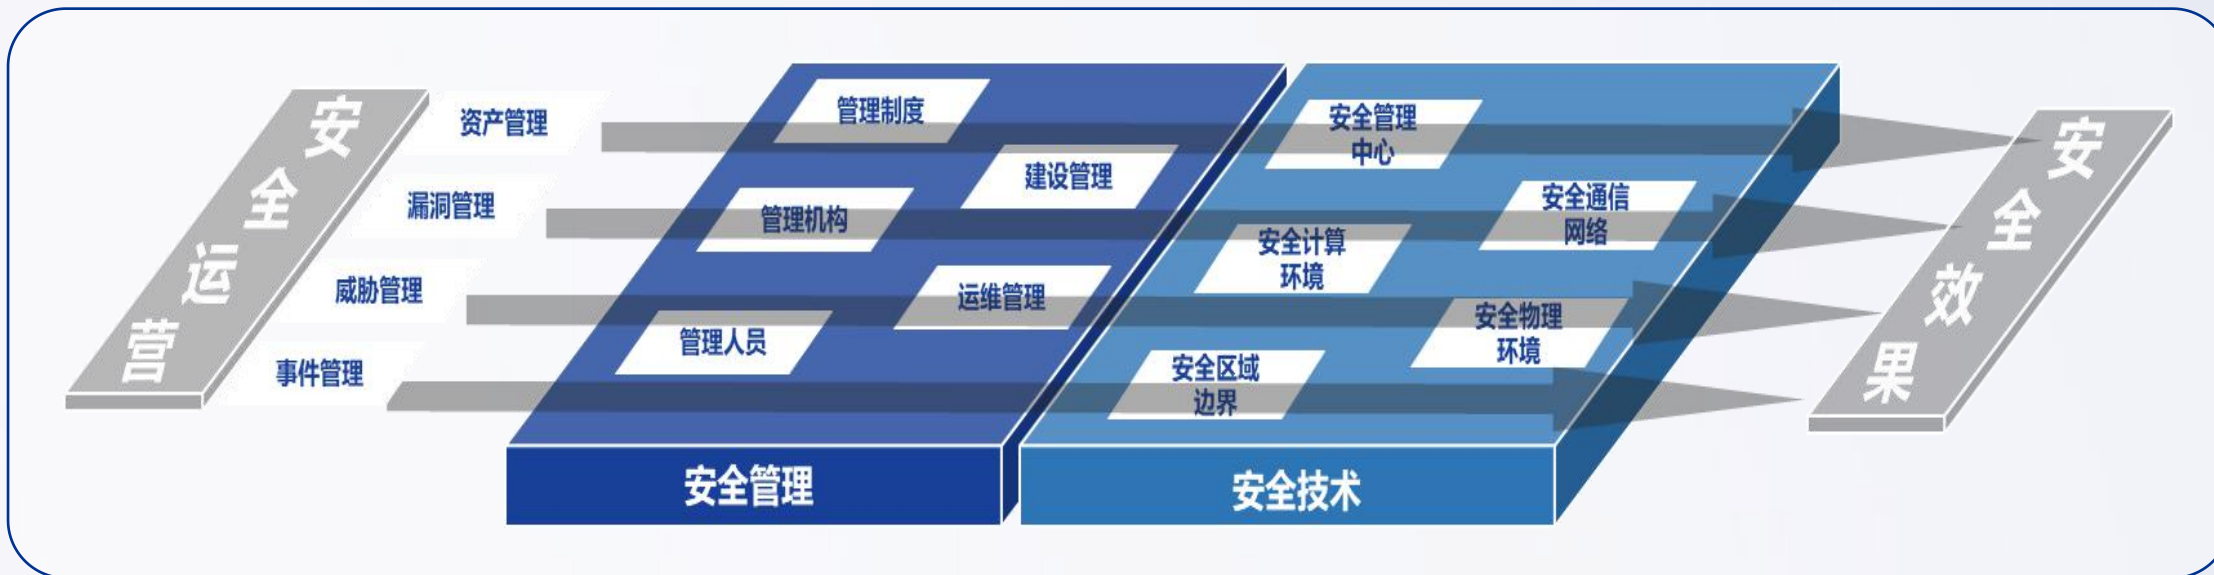 安全运营
资产管理
漏洞管理
威胁管理
事件管理
管理制度
建设管理
管理机构
运维管理
管理人员
安全管理
安全管理
中心
安全通信
网络
安全计算
环境
安全物理
环境
安全区域
边界
安全技术
安全效果